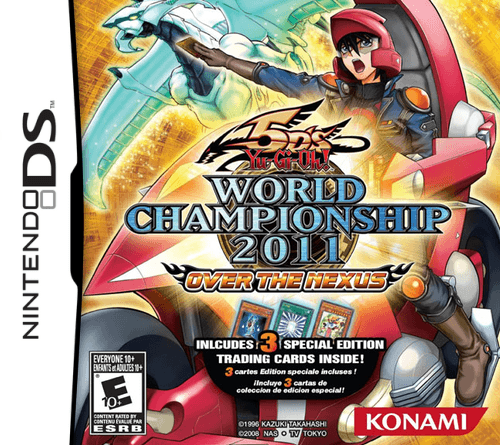 NINTENDO DS™
5D's
Yu-Gi-Oh!
WORLD
CHAMPIONSHIP
2011
OVER THE NEXUS
INLCUDES 3 SPECIAL EDITION
TRADING CARDS INSIDE!
3 cartes Edition speciale incluses !
¡Incluye 3 cartas de
coleccion de edicion especial!
EVERYONE 10+
ENFANTS et ADULTES 10+
E
10+
CONTENT RATED BY
CONTENU ÉVALUÉ PAR
ESRB
©1996 KAZUKI TAKAHASHI
©2008 NAS • TV TOKYO
KONAMI